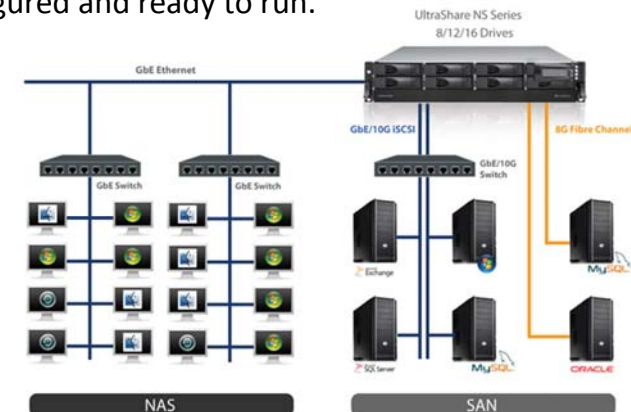 gured and ready to run.
UltraShare NS Series
8/12/16 Drives
GbE Ethernet
GbE/10G iSCSI
8G Fibre Channel
GbE Switch
GbE Switch
GbE/10G
Switch
Exchange
MySQL
SQL Server
MySQL
ORACLE
NAS
SAN